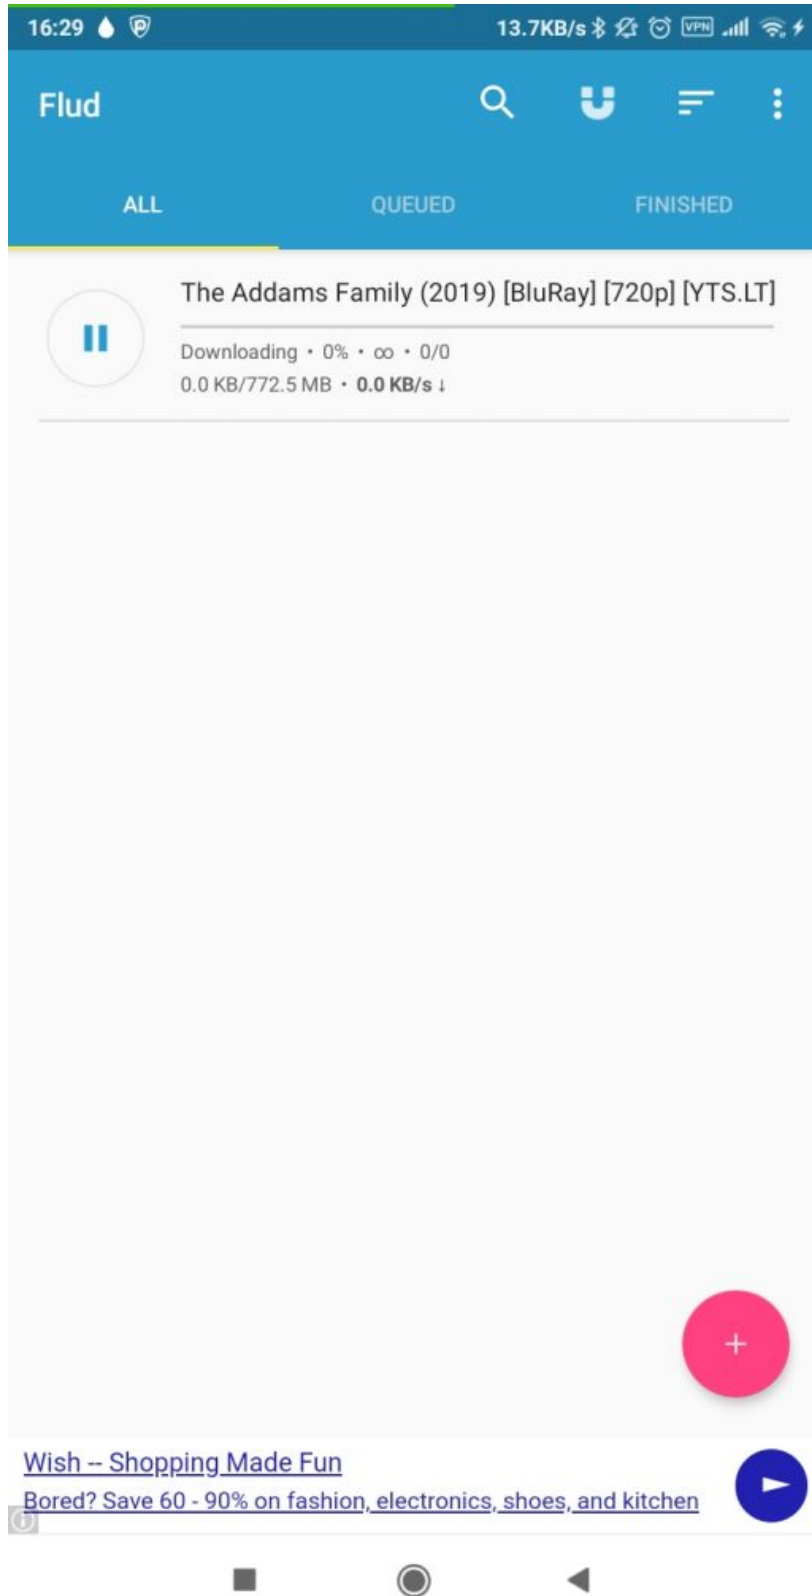 16:29 13.7KB/s VPN
Flud
ALL QUEUED FINISHED
The Addams Family (2019) [BluRay] [720p] [YTS.LT]
Downloading • 0% • ∞ • 0/0
0.0 KB/772.5 MB • 0.0 KB/s ↓
+
Wish -- Shopping Made Fun
Bored? Save 60 - 90% on fashion, electronics, shoes, and kitchen